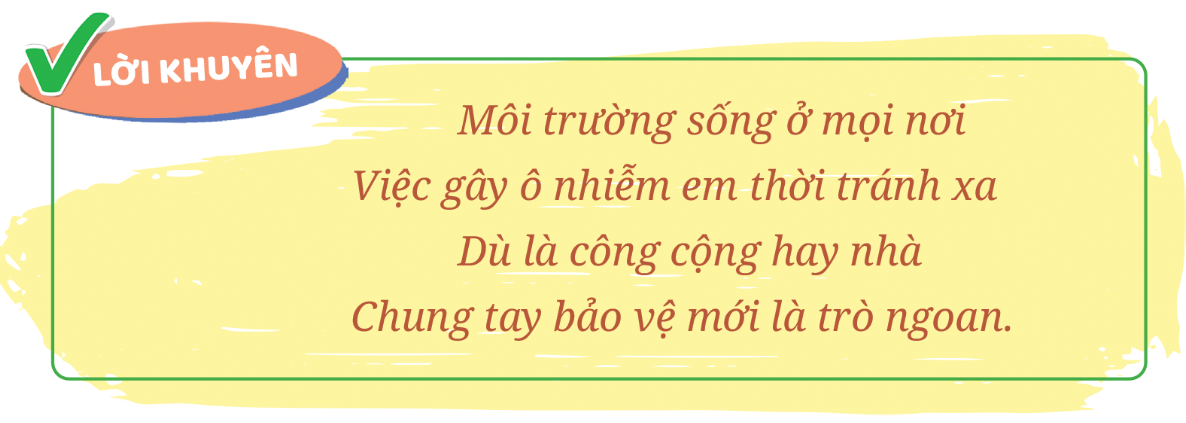 LỜI KHUYÊN
Môi trường sống ở mọi nơi
Việc gây ô nhiễm em thời tránh xa
Dù là công cộng hay nhà
Chung tay bảo vệ mới là trò ngoan.